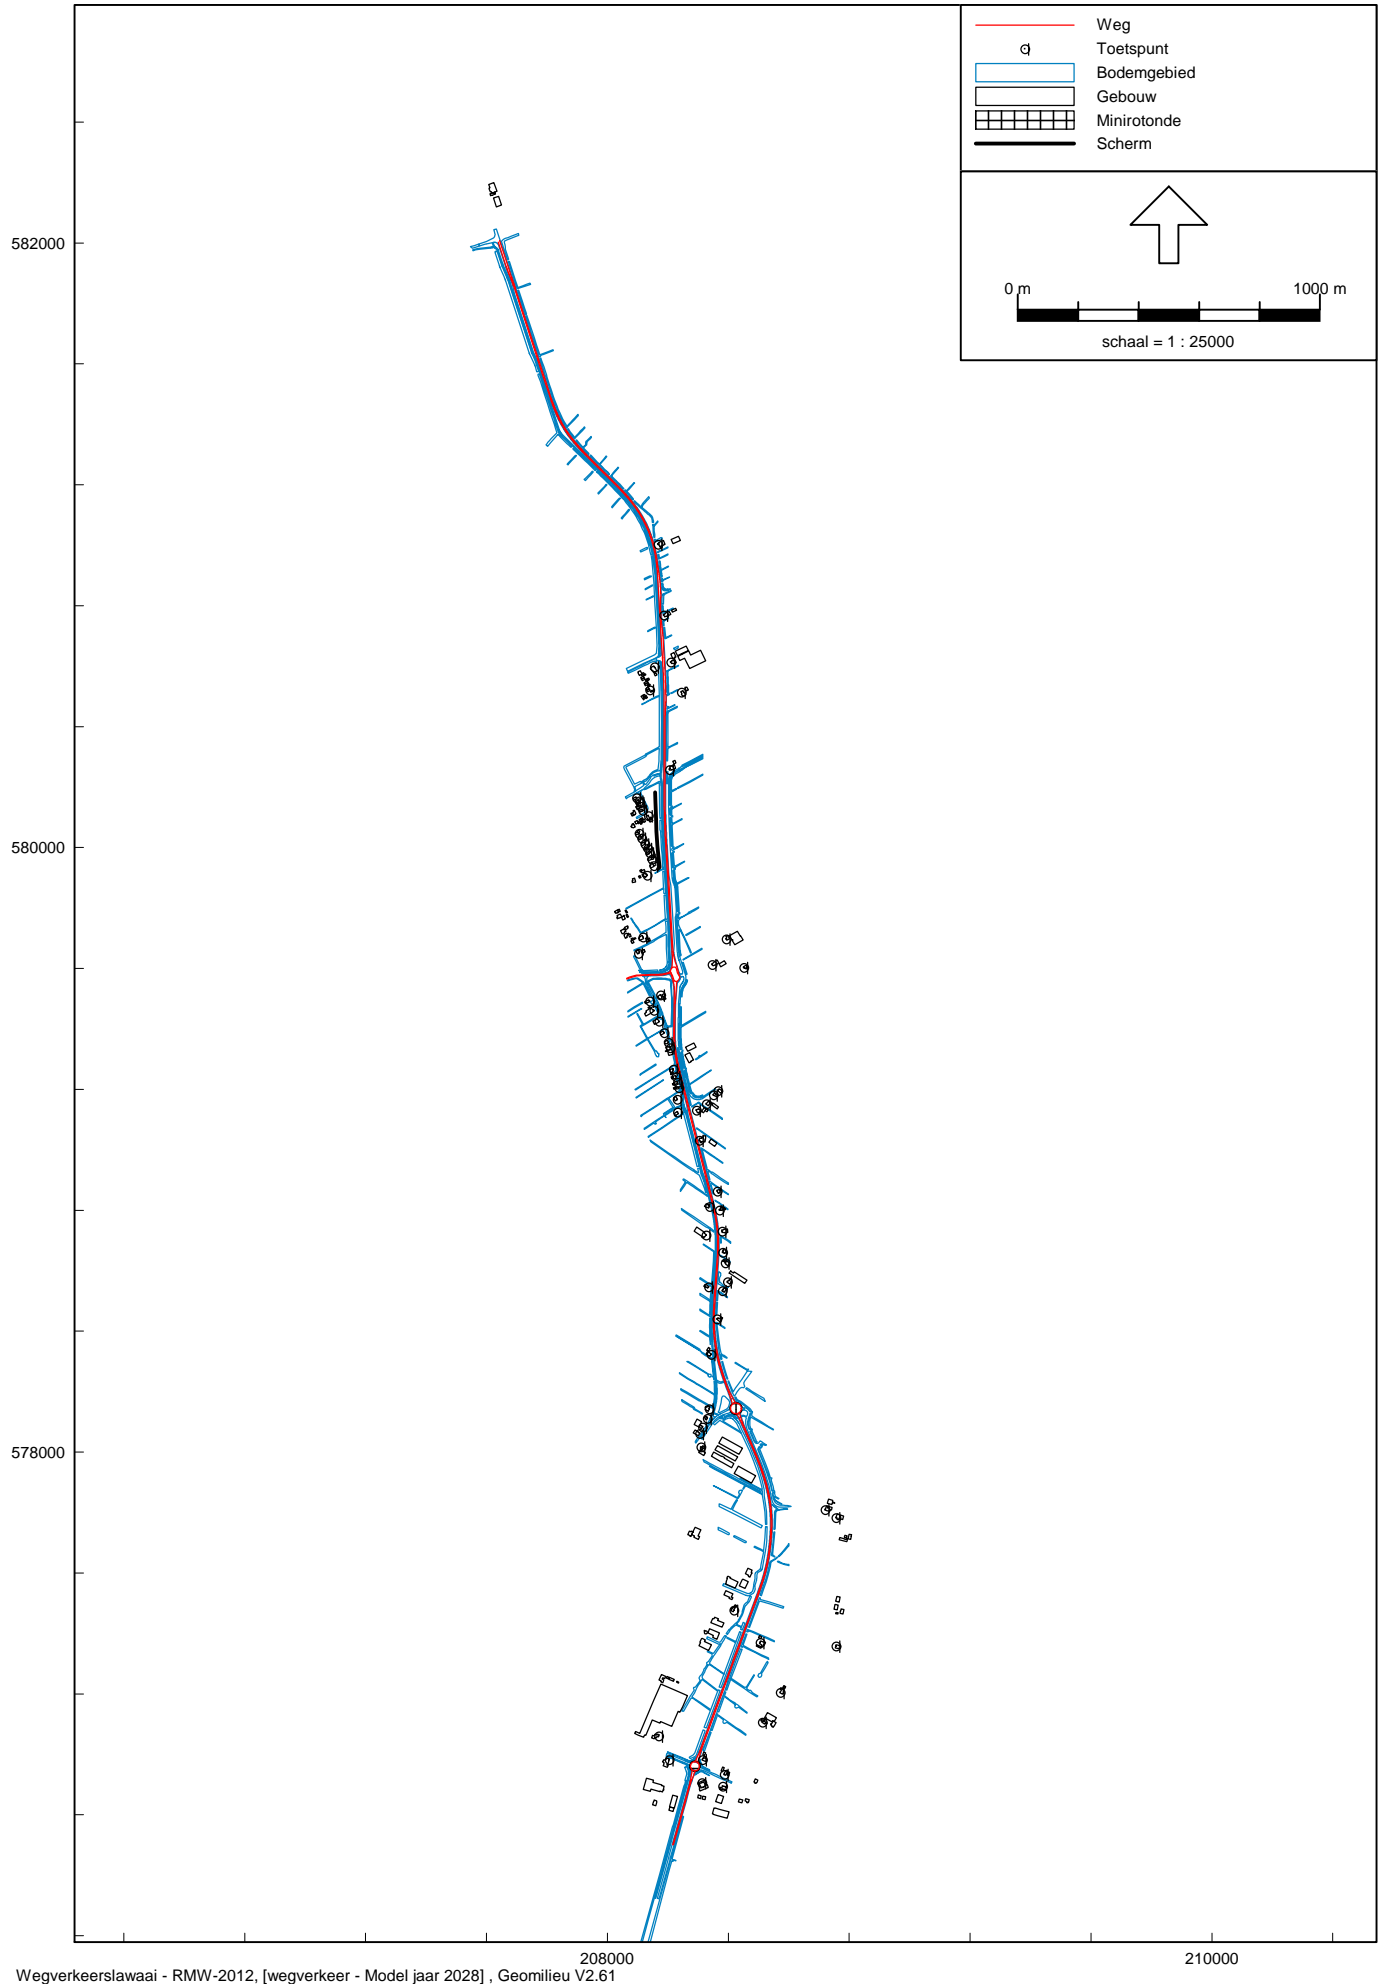 Weg
Toetspunt
Bodemgebied
Gebouw
Minirotonde
Scherm
582000
0 m 1000 m
schaal = 1 : 25000
580000
578000
208000 210000
Wegverkeerslawaai - RMW-2012, [wegverkeer - Model jaar 2028] , Geomilieu V2.61